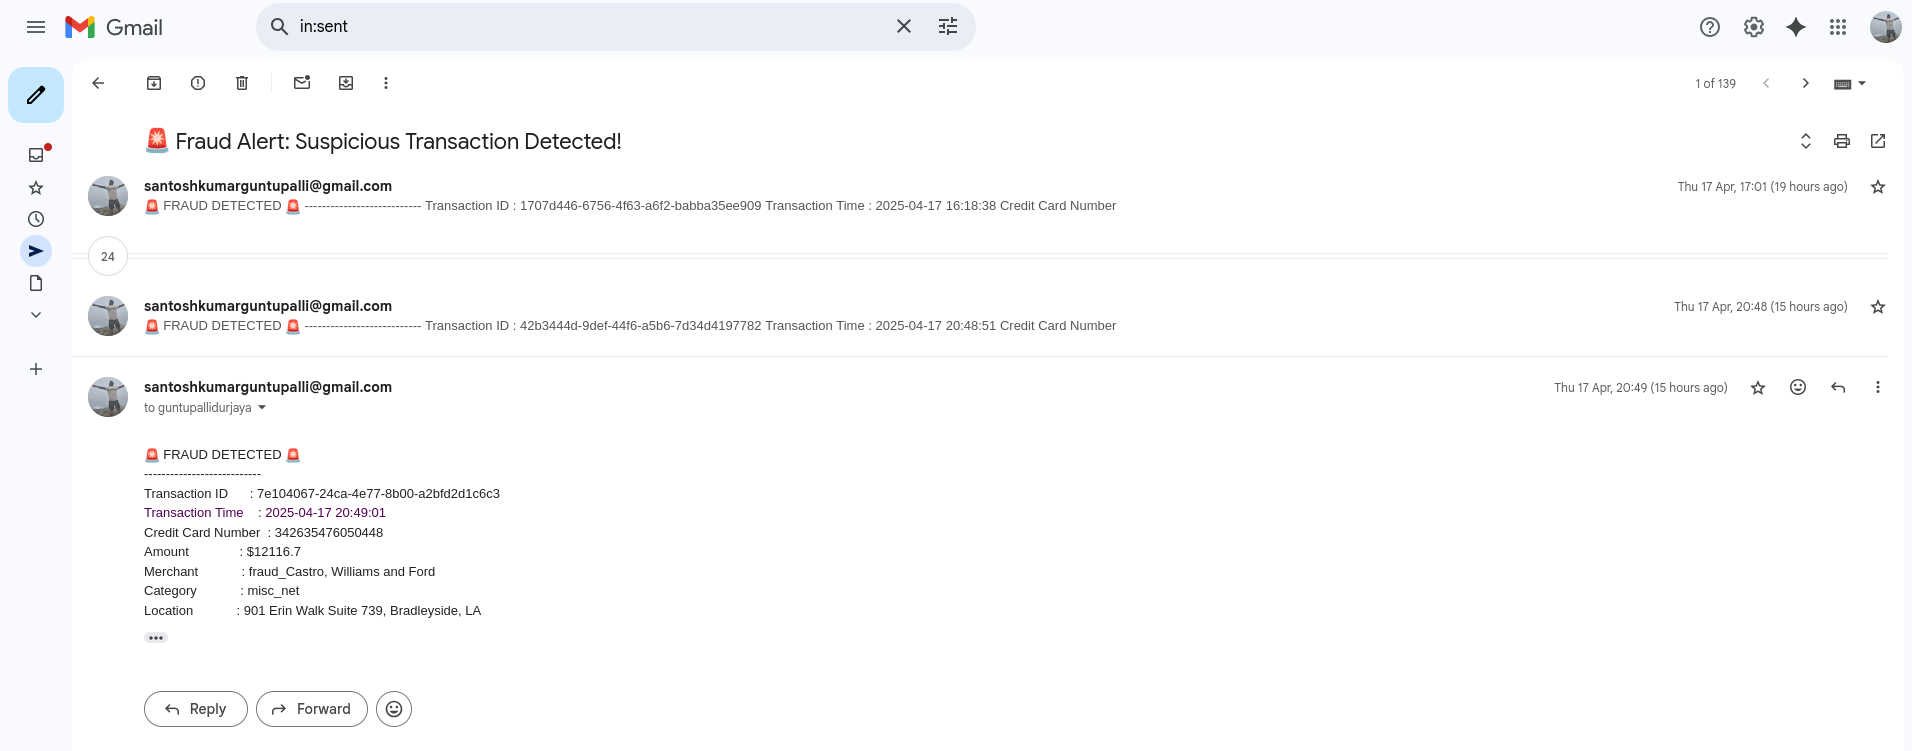 Gmail
in:sent
1 of 139
🚨 Fraud Alert: Suspicious Transaction Detected!
santoshkumarguntupalli@gmail.com
Thu 17 Apr, 17:01 (19 hours ago)
🚨 FRAUD DETECTED 🚨 --------------------------- Transaction ID : 1707d446-6756-4f63-a6f2-babba35ee909 Transaction Time : 2025-04-17 16:18:38 Credit Card Number
24
santoshkumarguntupalli@gmail.com
Thu 17 Apr, 20:48 (15 hours ago)
🚨 FRAUD DETECTED 🚨 --------------------------- Transaction ID : 42b3444d-9def-44f6-a5b6-7d34d4197782 Transaction Time : 2025-04-17 20:48:51 Credit Card Number
santoshkumarguntupalli@gmail.com
Thu 17 Apr, 20:49 (15 hours ago)
to guntupallidurjaya
🚨 FRAUD DETECTED 🚨
---------------------------
Transaction ID : 7e104067-24ca-4e77-8b00-a2bfd2d1c6c3
Transaction Time : 2025-04-17 20:49:01
Credit Card Number : 342635476050448
Amount : $12116.7
Merchant : fraud_Castro, Williams and Ford
Category : misc_net
Location : 901 Erin Walk Suite 739, Bradleyside, LA
Reply
Forward